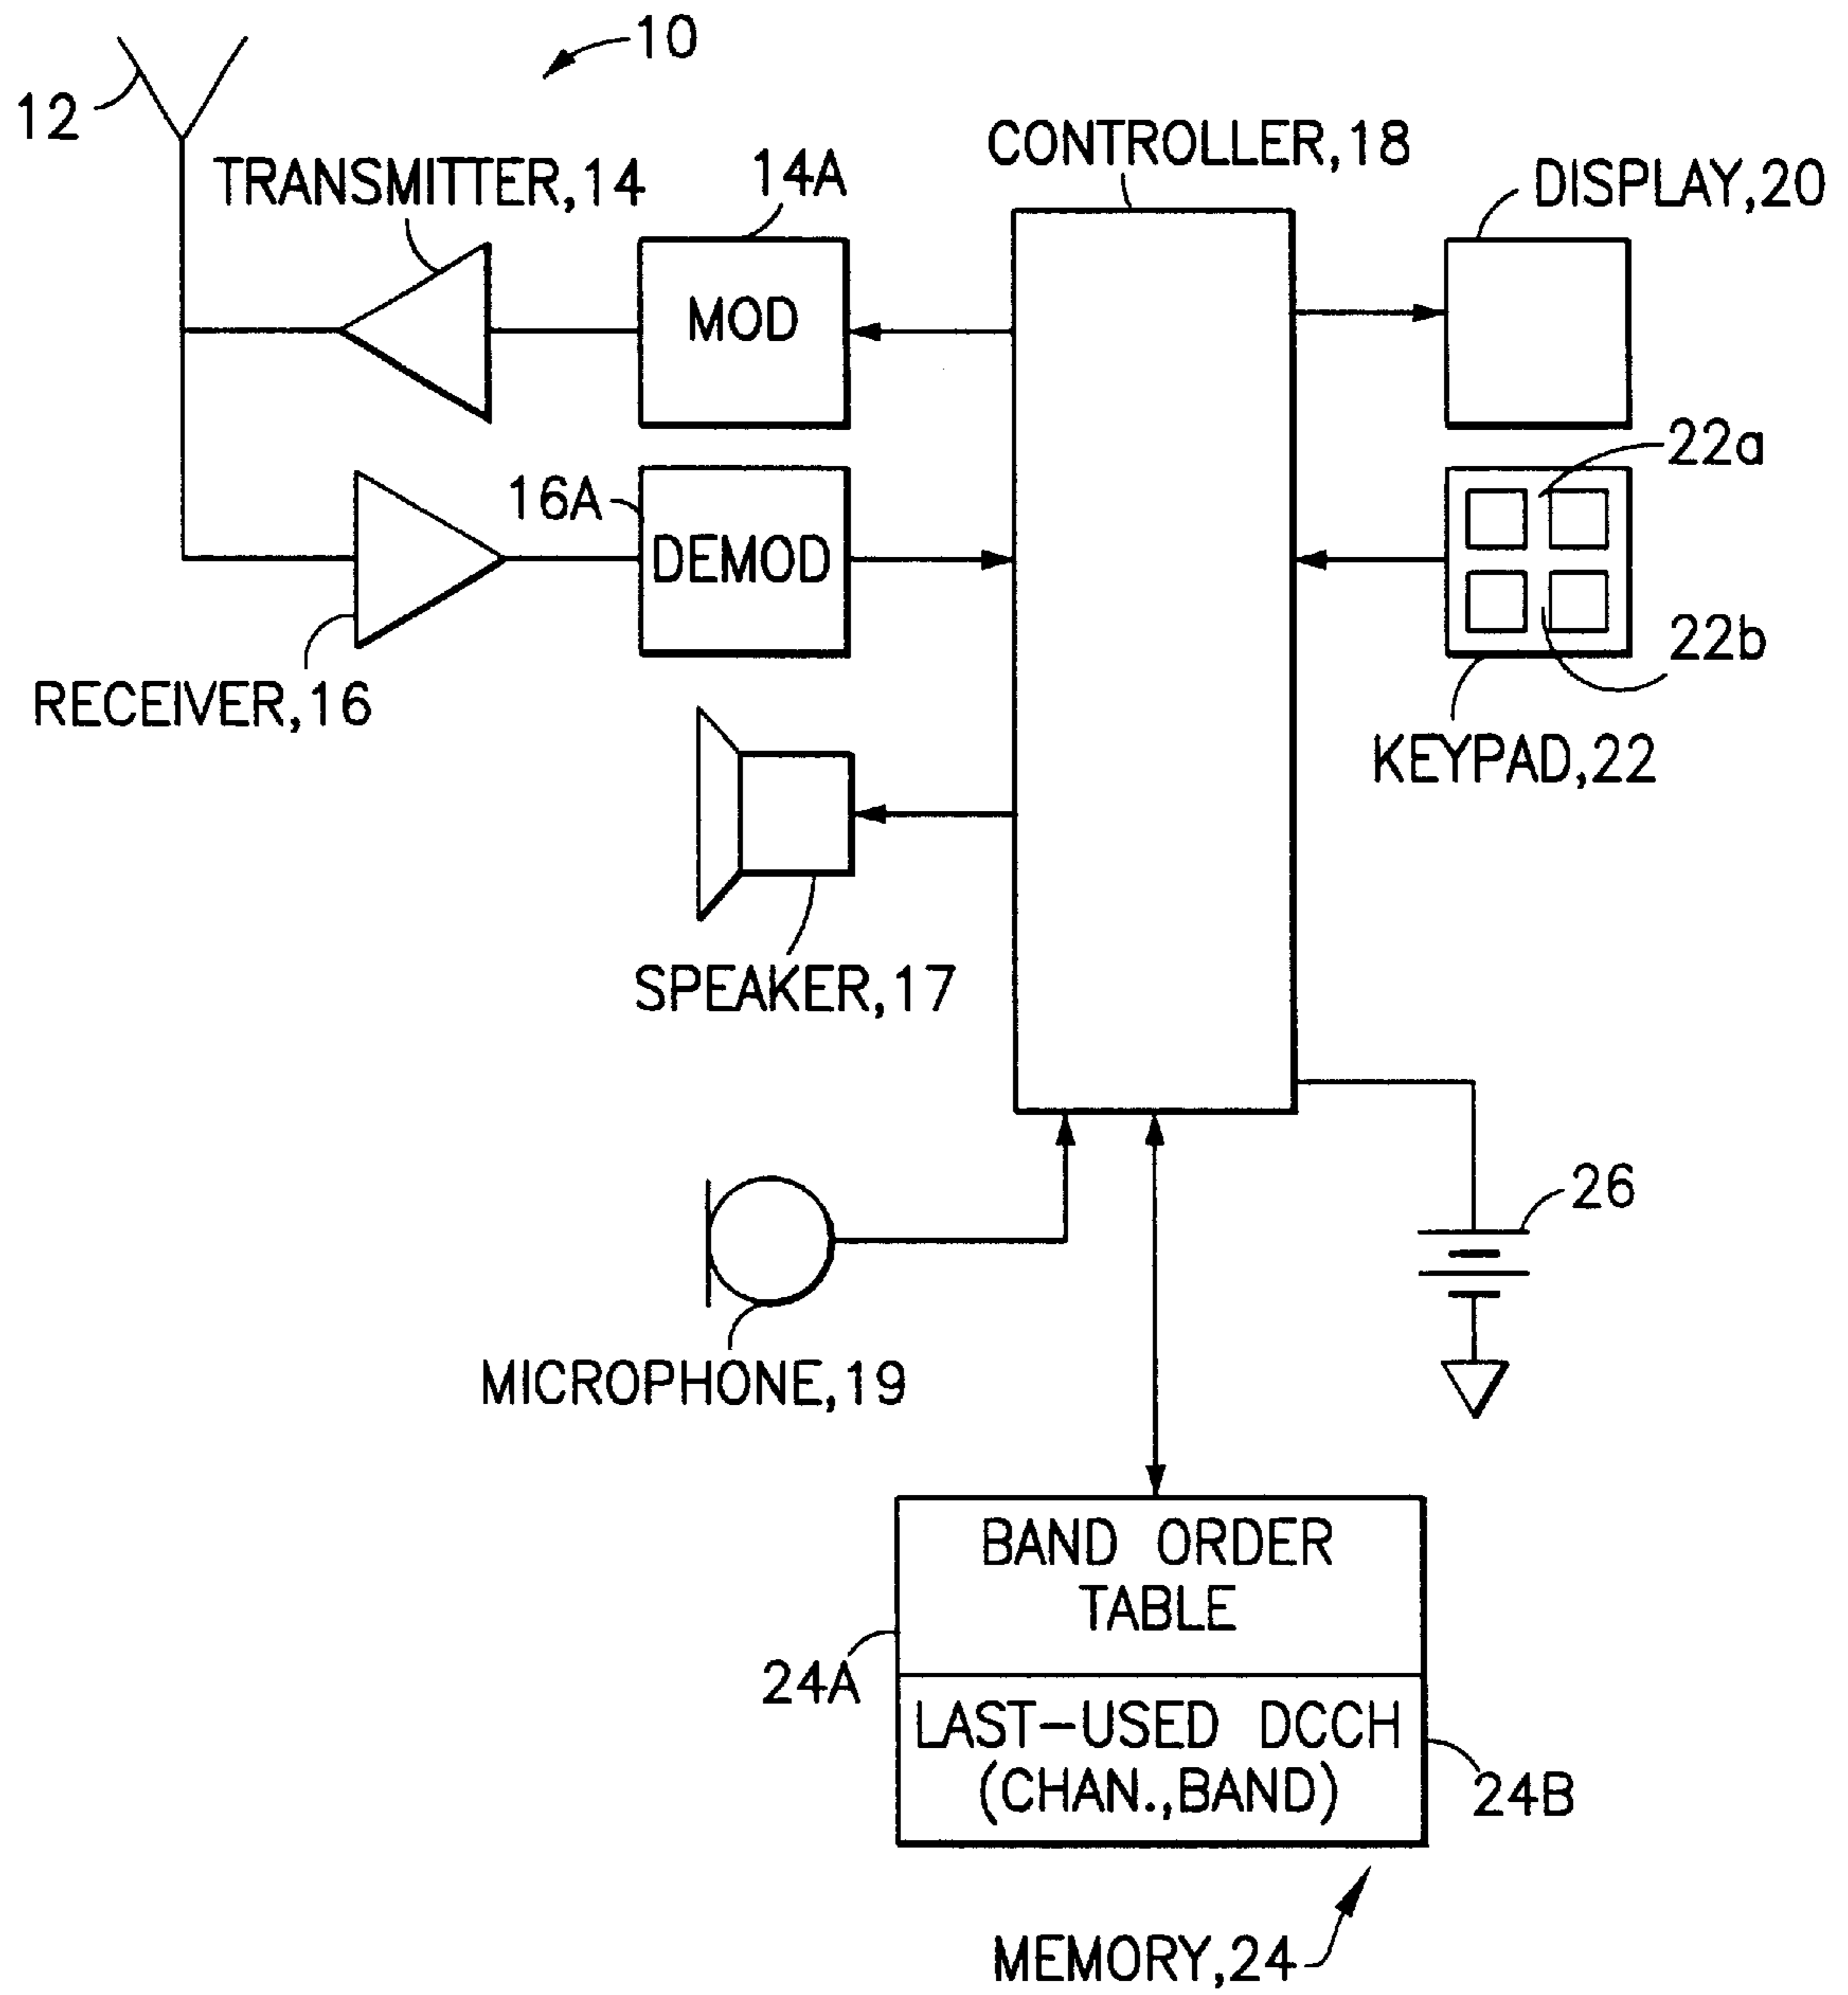 10
12
CONTROLLER,18
TRANSMITTER,14
14A
DISPLAY,20
MOD
22a
16A
DEMOD
22b
RECEIVER,16
KEYPAD,22
SPEAKER,17
26
MICROPHONE,19
BAND ORDER
TABLE
24A
LAST-USED DCCH
(CHAN.,BAND)
24B
MEMORY,24